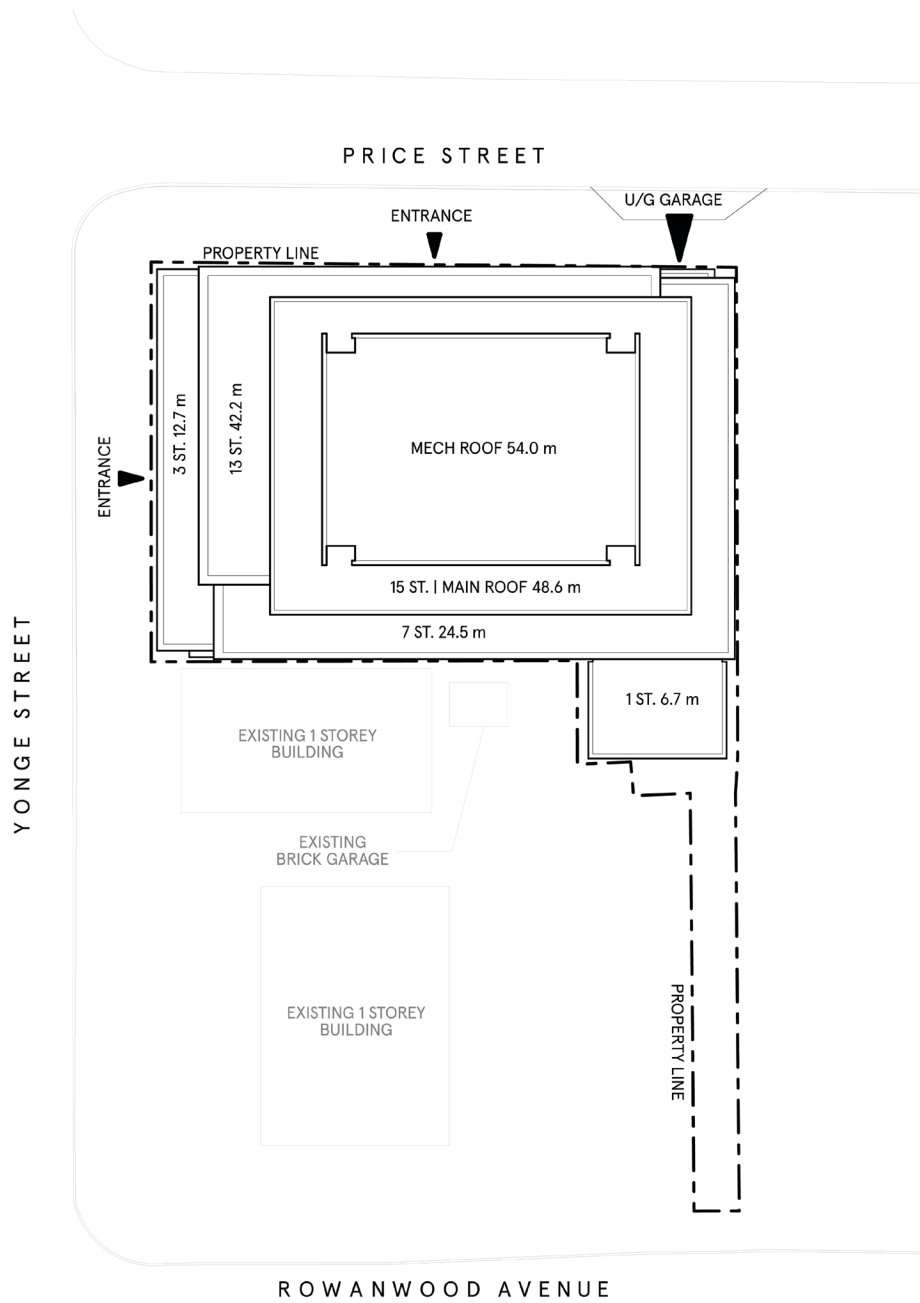 PRICE STREET
U/G GARAGE
ENTRANCE
PROPERTY LINE
3 ST. 12.7 m
13 ST. 42.2 m
MECH ROOF 54.0 m
ENTRANCE
15 ST. | MAIN ROOF 48.6 m
7 ST. 24.5 m
1 ST. 6.7 m
YONGE STREET
EXISTING 1 STOREY
BUILDING
EXISTING
BRICK GARAGE
EXISTING 1 STOREY
BUILDING
PROPERTY LINE
ROWANWOOD AVENUE